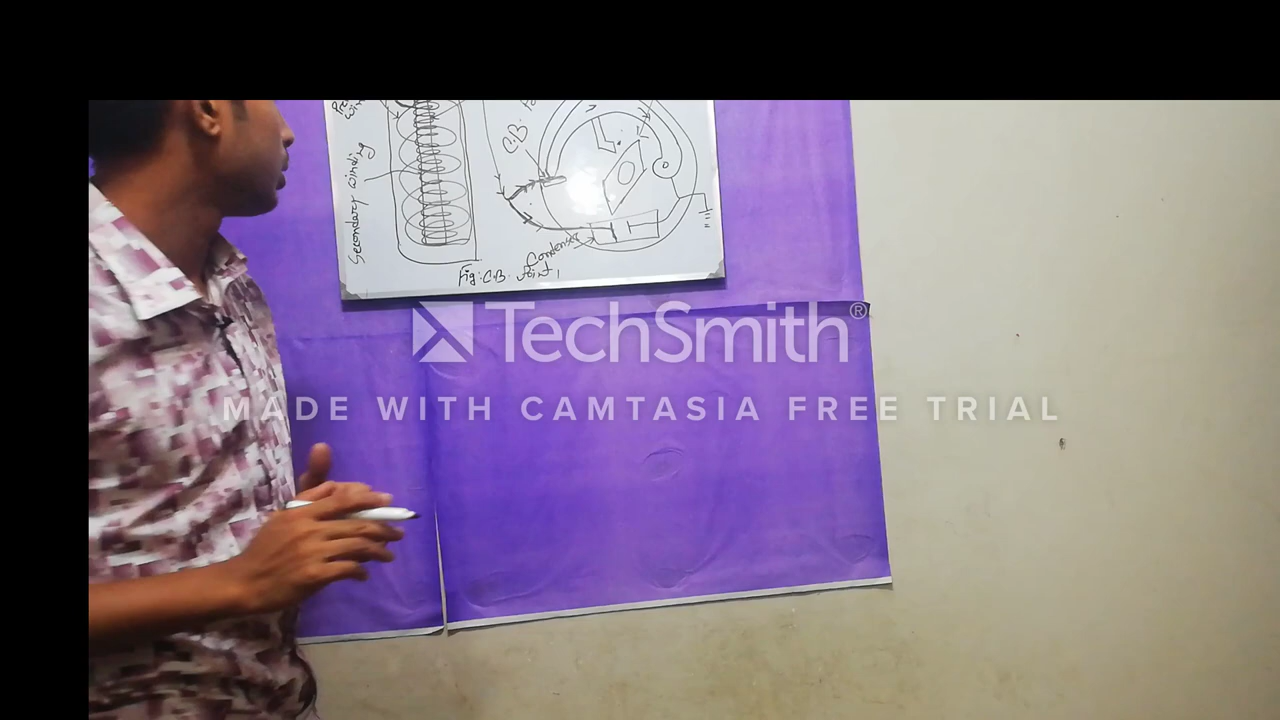 Secondary winding
C.B.
Condenser
Fig: C.B. Point
TechSmith®
MADE WITH CAMTASIA FREE TRIAL